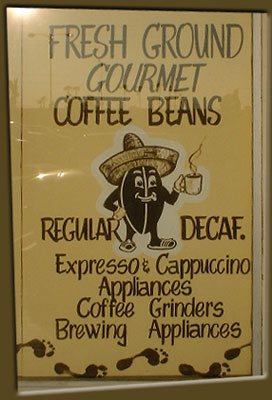 FRESH GROUND
GOURMET
COFFEE BEANS
REGULAR DECAF.
Expresso & Cappuccino
Appliances
Coffee Grinders
Brewing Appliances